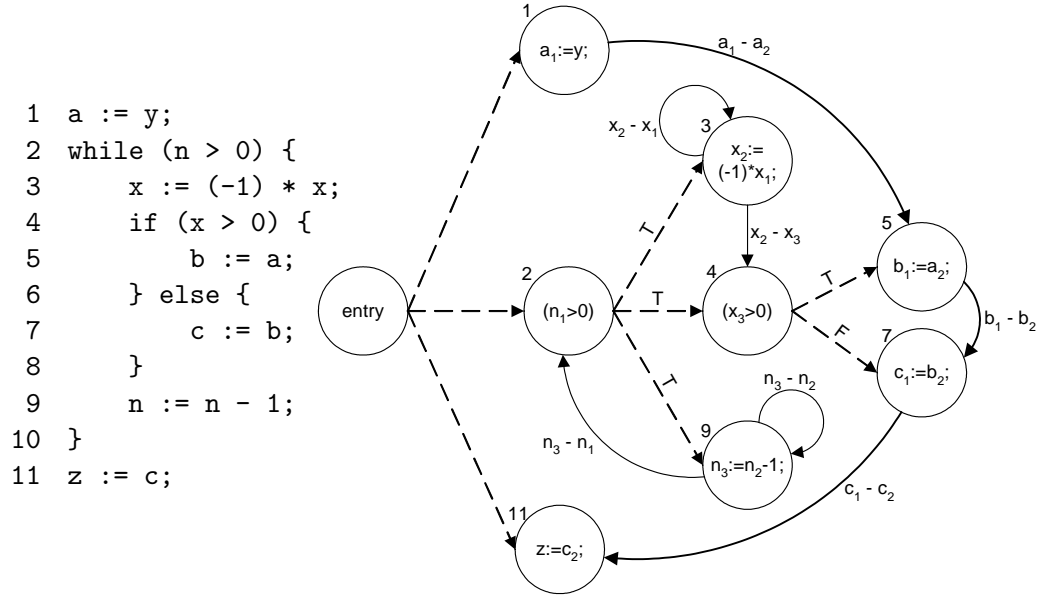 1 a := y;
2 while (n > 0) {
3 x := (-1) * x;
4 if (x > 0) {
5 b := a;
6 } else {
7 c := b;
8 }
9 n := n - 1;
10 }
11 z := c;
entry
1
a₁:=y;
a₁ - a₂
x₂ - x₁
3
x₂:=
(-1)*x₁;
T
x₂ - x₃
2
(n₁>0)
T
4
(x₃>0)
T
5
b₁:=a₂;
b₁ - b₂
F
7
c₁:=b₂;
T
n₃ - n₂
9
n₃:=n₂-1;
n₃ - n₁
c₁ - c₂
11
z:=c₂;